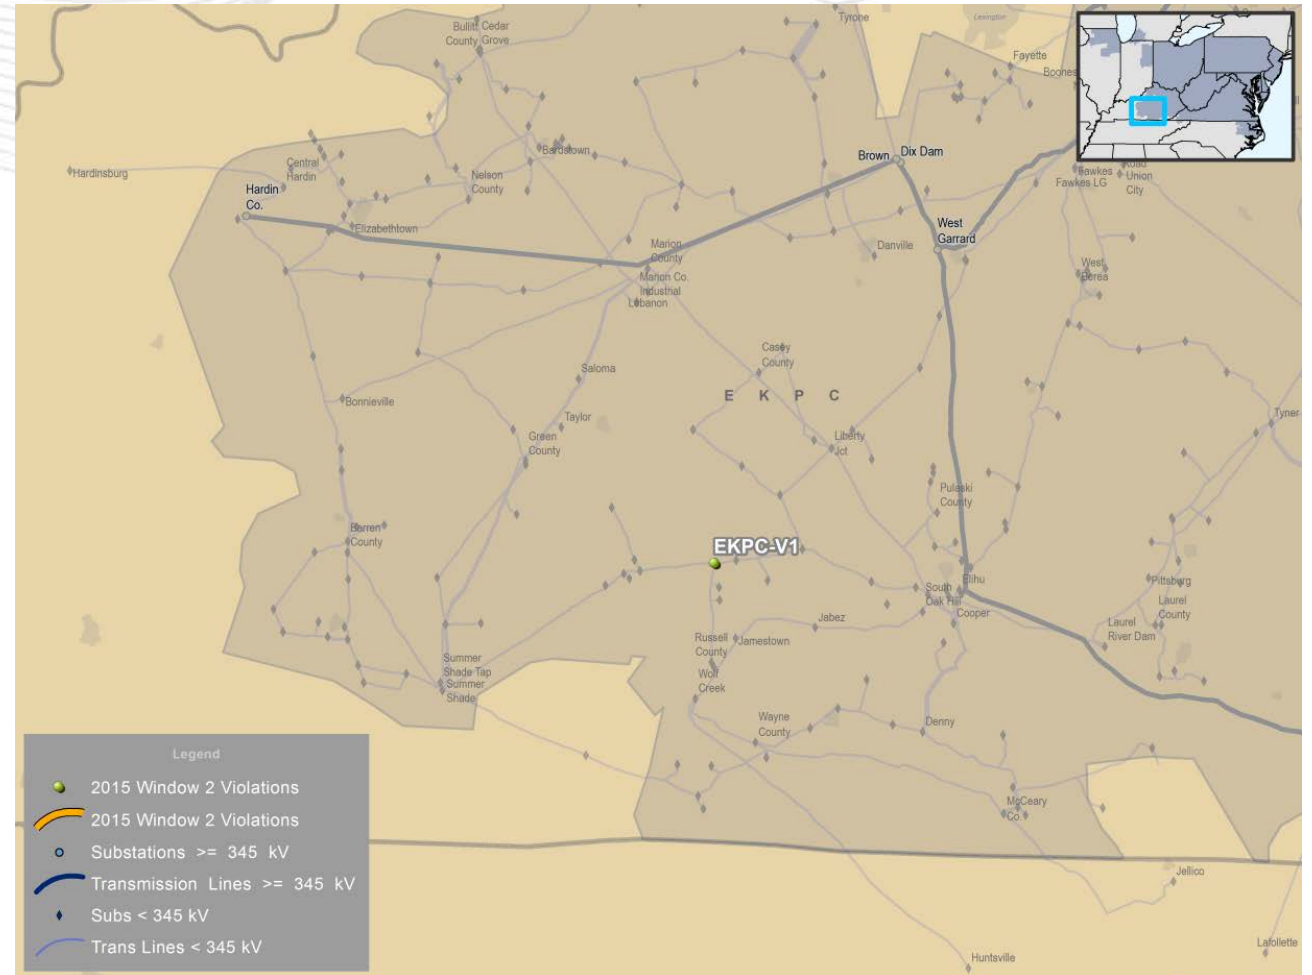 Bullitt Cedar
County Grove
Tyrone
Lexington
Fayette
Hardinsburg
Central
Hardin
Bardstown
Nelson
County
Brown
Dix Dam
Fawkes
Fawkes LG
Union
City
Hardin
Co.
Elizabethtown
West
Garrard
Danville
Marion
County
Marion Co.
Industrial
Lebanon
West
Berea
Casey
County
Saloma
E K P C
Bonnieville
Taylor
Tyner
Green
County
Liberty
Jct
Pulaski
County
Barren
County
EKPC-V1
Elihu
South
Oak Hill
Cooper
Pittsburg
Laurel
County
Laurel
River Dam
Jabez
Russell
County
Jamestown
Summer
Shade Tap
Summer
Shade
Wolf
Creek
Wayne
County
Denny
McCeary
Co.
Jellico
Lafollette
Huntsville
Legend
2015 Window 2 Violations
2015 Window 2 Violations
Substations >= 345 kV
Transmission Lines >= 345 kV
Subs < 345 kV
Trans Lines < 345 kV